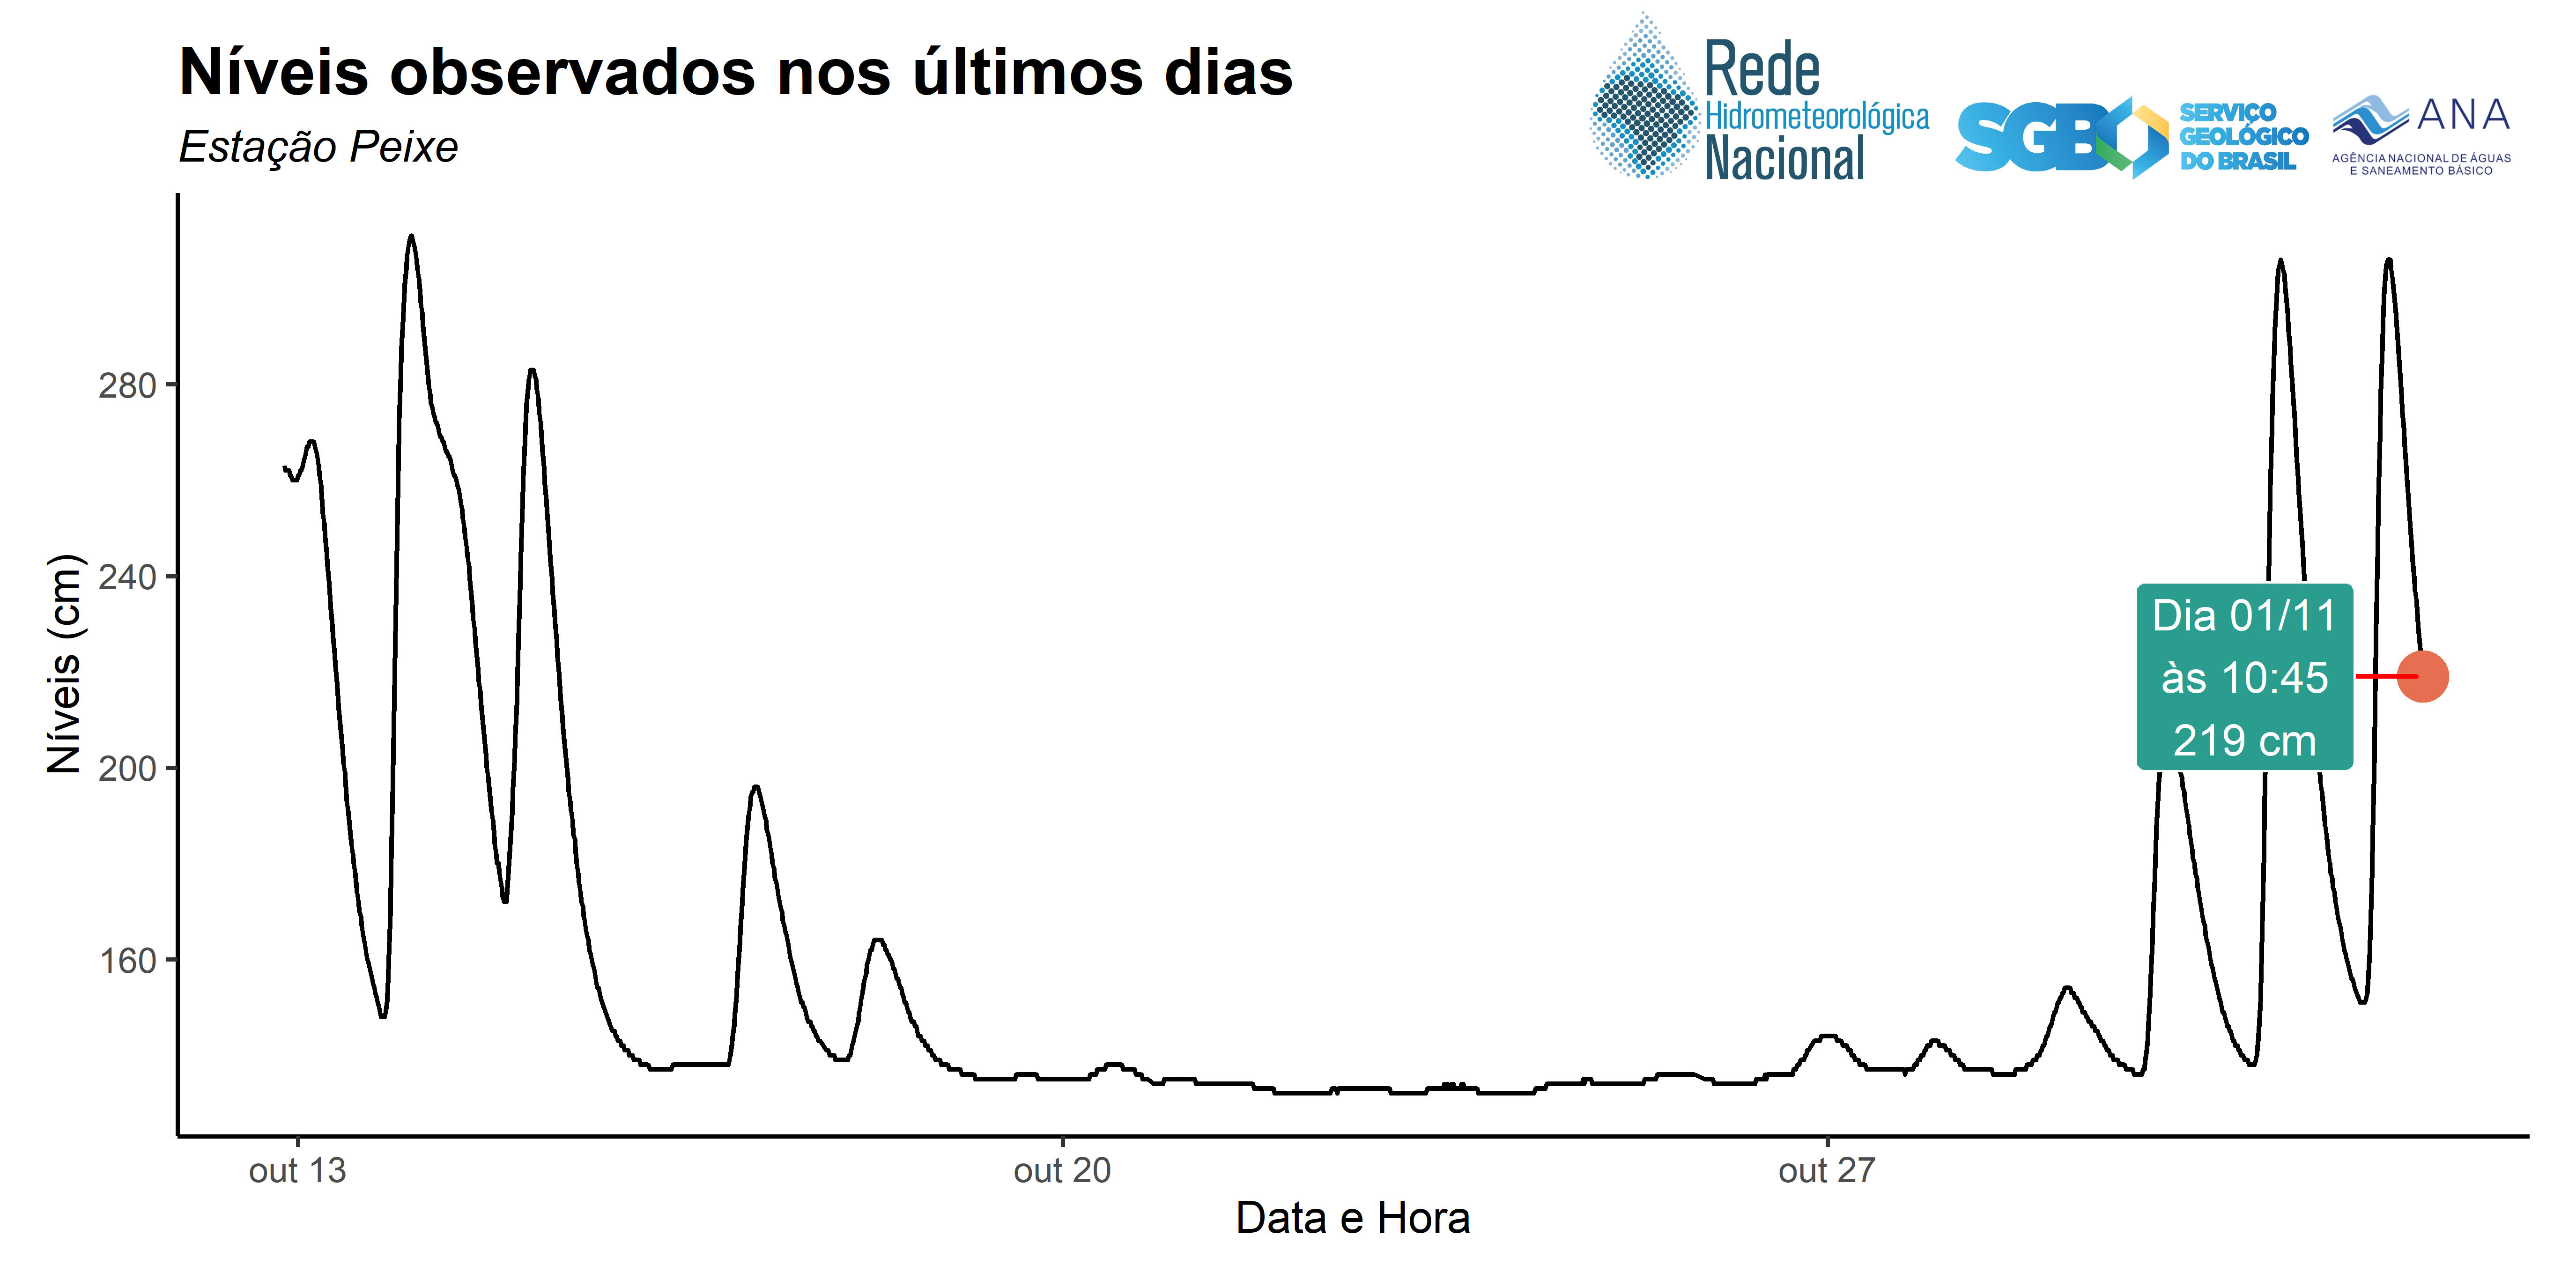 Níveis observados nos últimos dias
Estação Peixe
Rede
Hidrometeorológica
Nacional
SGB
SERVIÇO
GEOLÓGICO
DO BRASIL
ANA
AGÊNCIA NACIONAL DE ÁGUAS
E SANEAMENTO BÁSICO
Níveis (cm)
280
240
200
160
Dia 01/11
às 10:45
219 cm
out 13
out 20
out 27
Data e Hora